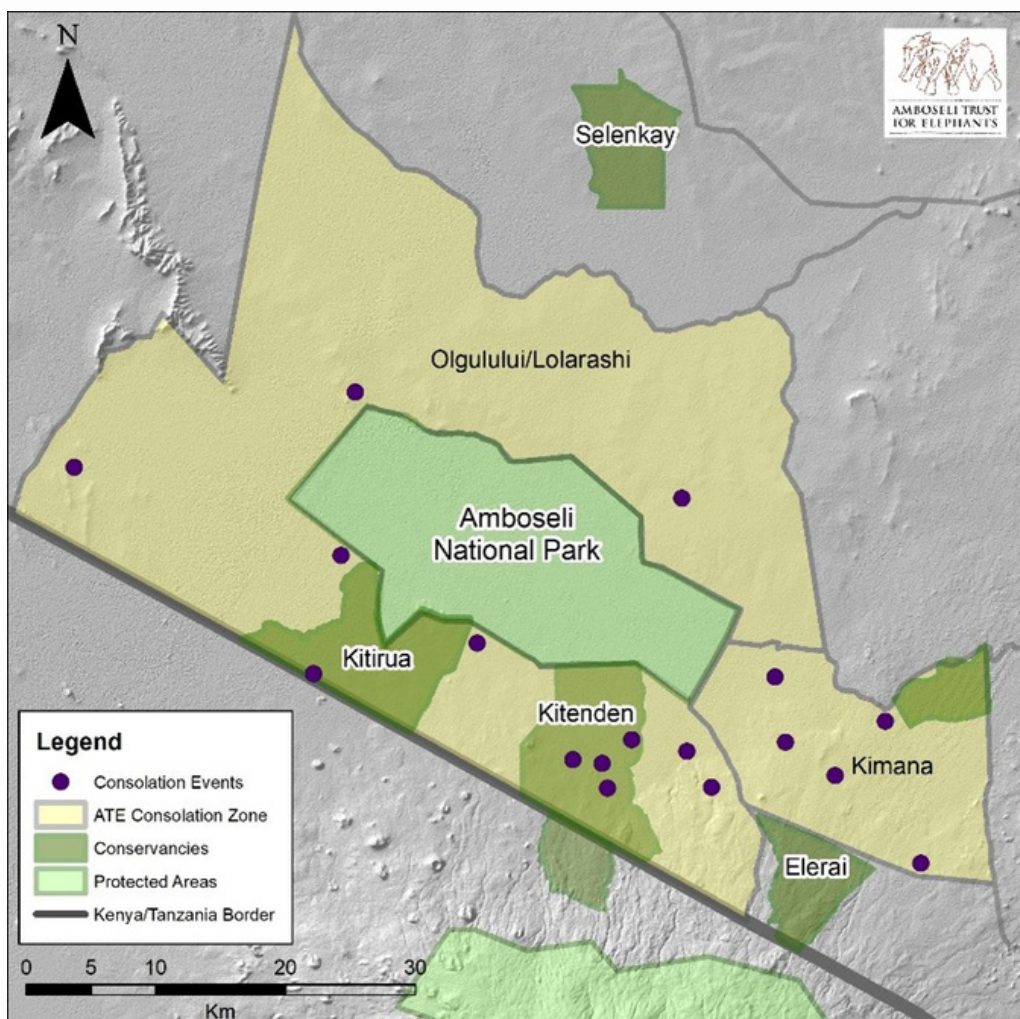 N
AMBOSELI TRUST
FOR ELEPHANTS
Selenkay
Olgulului/Lolarashi
Amboseli
National Park
Kitirua
Kitenden
Kimana
Elerai
Legend
Consolation Events
ATE Consolation Zone
Conservancies
Protected Areas
Kenya/Tanzania Border
0 5 10 20 30
Km